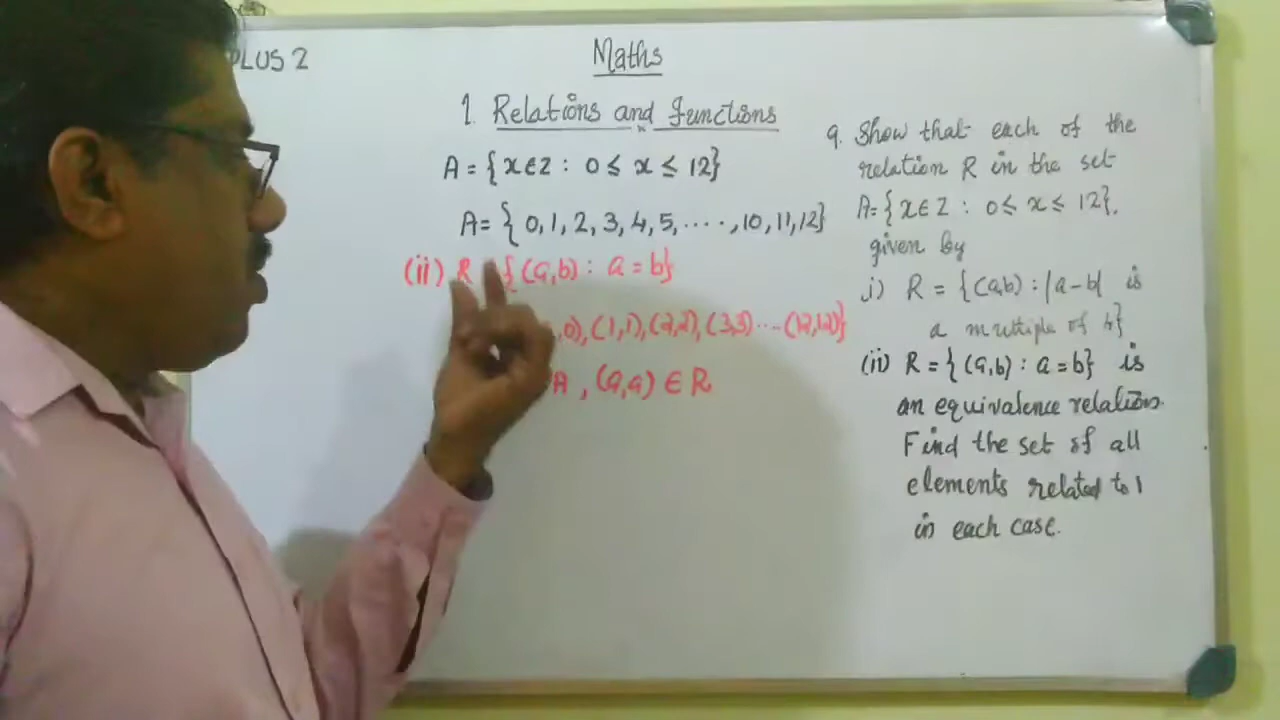 PLUS 2
Maths
1. Relations and Functions
A = {x∈Z : 0 ≤ x ≤ 12}
A = { 0, 1, 2, 3, 4, 5, ....., 10, 11, 12}
(ii) R = {(a,b) : a = b}
,0), (1,1), (2,2), (3,3) .... (12,12)}
A , (a,a) ∈ R
9. Show that each of the
relation R in the set
A = {x∈Z : 0 ≤ x ≤ 12},
given by
i) R = {(a,b) : |a-b| is
a multiple of 4}
(ii) R = {(a,b) : a = b} is
an equivalence relation.
Find the set of all
elements related to 1
in each case.